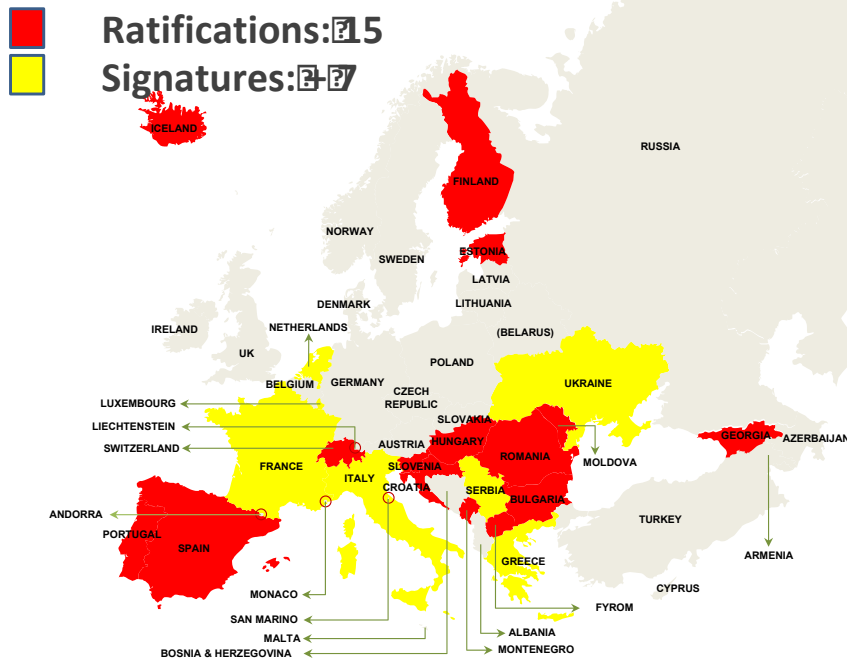 Ratifications:⍰15
Signatures:⍰+⍰7
ICELAND
RUSSIA
FINLAND
NORWAY
ESTONIA
SWEDEN
LATVIA
DENMARK
LITHUANIA
IRELAND
NETHERLANDS
(BELARUS)
UK
POLAND
BELGIUM
GERMANY
UKRAINE
CZECH
REPUBLIC
LUXEMBOURG
SLOVAKIA
LIECHTENSTEIN
GEORGIA
AZERBAIJAN
AUSTRIA
HUNGARY
SWITZERLAND
ROMANIA
MOLDOVA
FRANCE
SLOVENIA
ITALY
CROATIA
SERBIA
BULGARIA
ANDORRA
TURKEY
PORTUGAL
SPAIN
ARMENIA
GREECE
CYPRUS
MONACO
FYROM
SAN MARINO
ALBANIA
MALTA
MONTENEGRO
BOSNIA & HERZEGOVINA